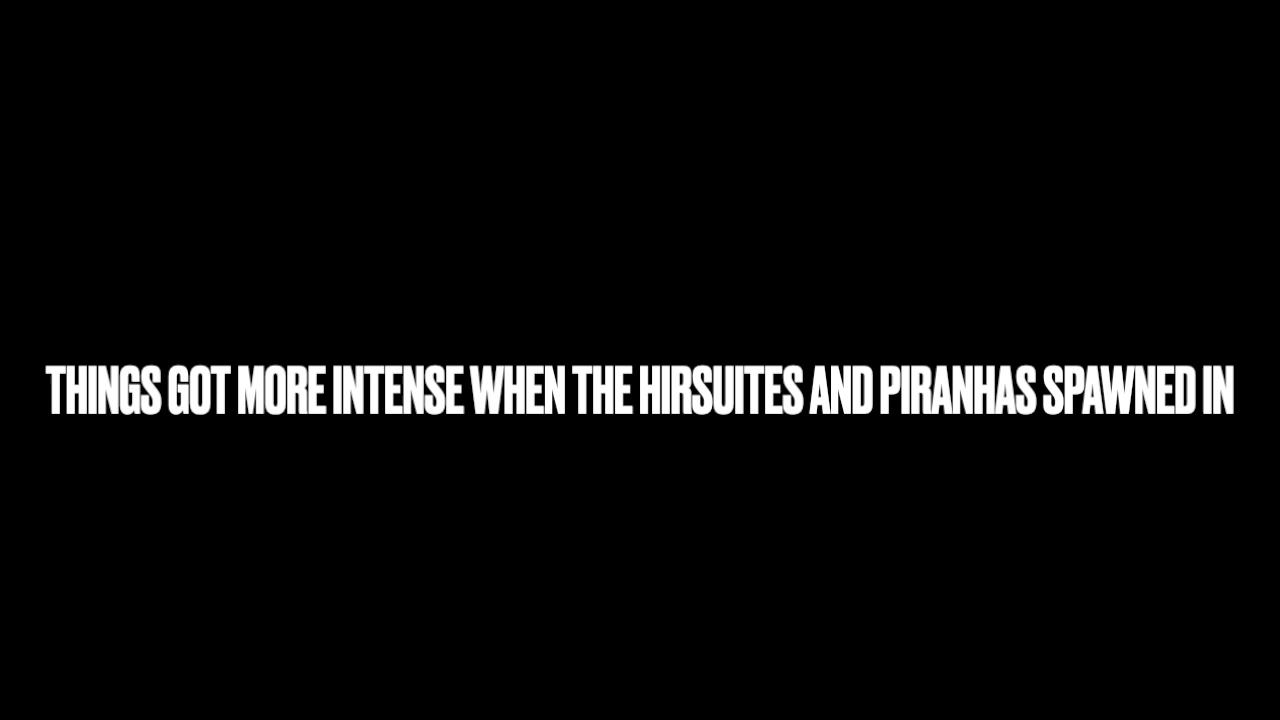 THINGS GOT MORE INTENSE WHEN THE HIRSUITES AND PIRANHAS SPAWNED IN